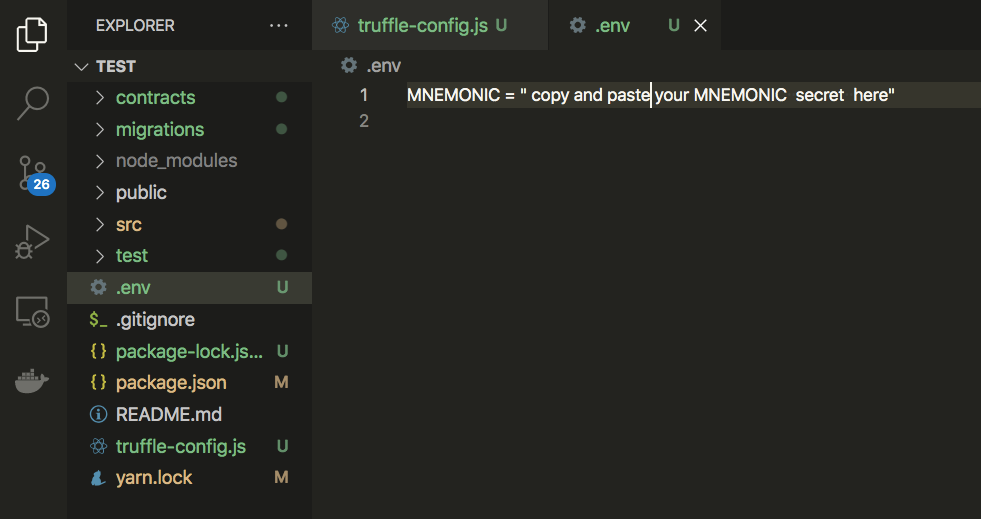 EXPLORER ...
truffle-config.js U
.env U
TEST
.env
contracts
1 MNEMONIC = " copy and paste your MNEMONIC  secret  here"
migrations
2
node_modules
26
public
src
test
.env U
$_ .gitignore
{} package-lock.js... U
{} package.json M
README.md
truffle-config.js U
yarn.lock M